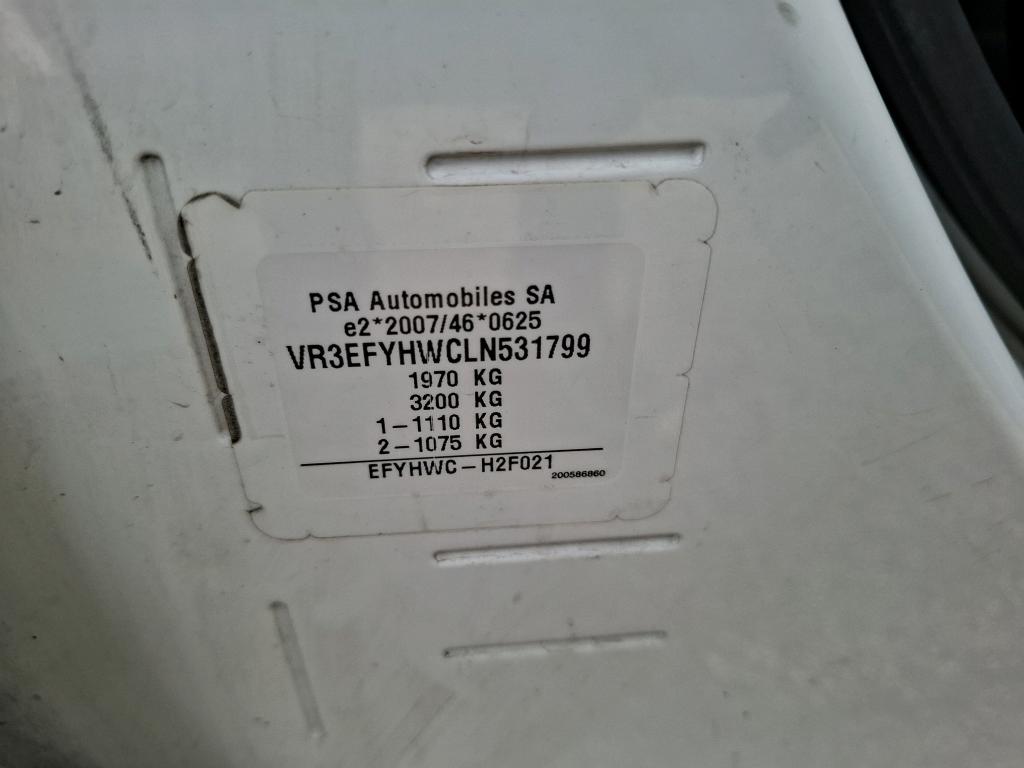 PSA Automobiles SA
e2*2007/46*0625
VR3EFYHWCLN531799
1970 KG
3200 KG
1-1110 KG
2-1075 KG
EFYHWC-H2F021
200586860